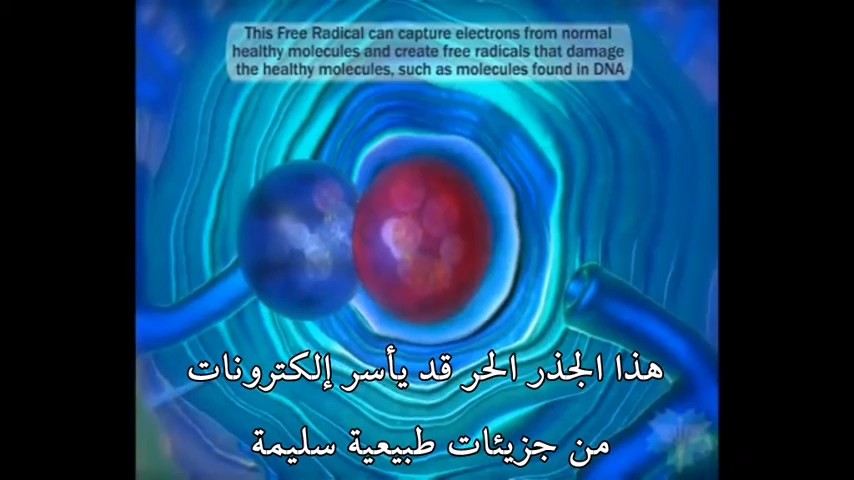 This Free Radical can capture electrons from normal
healthy molecules and create free radicals that damage
the healthy molecules, such as molecules found in DNA
هذا الجذر الحر قد يأسر إلكترونات
من جزيئات طبيعية سليمة